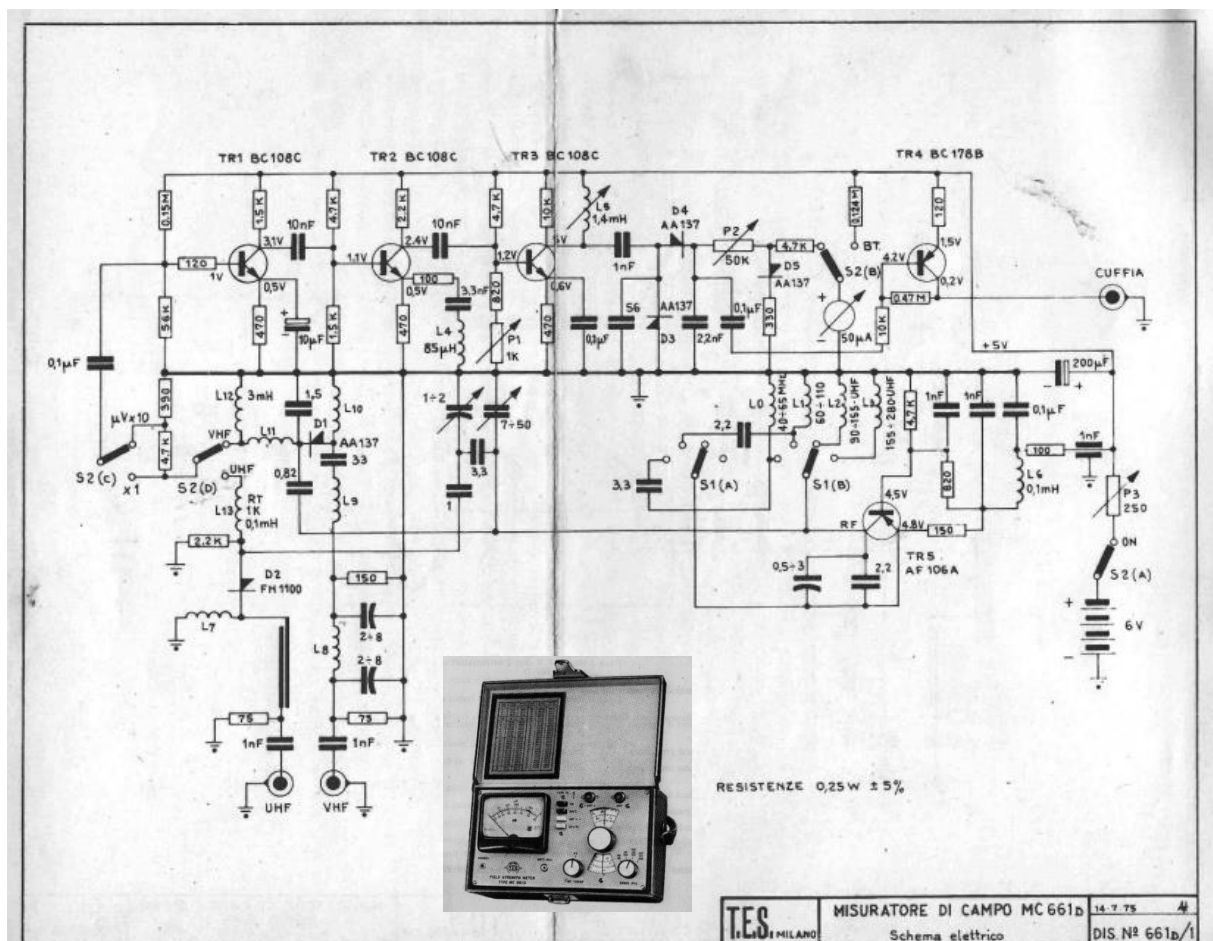 TR1 BC108C
TR2 BC108C
TR3 BC108C
TR4 BC178B
0,15M
1,5K
10nF
4,7K
2.2K
10nF
4,7K
10K
L5
1,4mH
D4
AA137
P2
50K
0,124M
120
3,1V
2.4V
5V
4,7K
BT.
1,5V
120
1V
1,1V
1,2V
1nF
D5
AA137
S2(B)
4,2V
0,2V
CUFFIA
0,5V
100
0,5V
3,3nF
820
0,6V
56
AA137
0,1µF
330
+
0.47M
54K
470
+
10µF
1,5K
470
L4
85µH
P1
1K
470
0,1µF
D3
2,2nF
-
50µA
10K
+5V
0,1µF
200µF
-
+
390
L12
3mH
1,5
L10
1÷2
7÷50
L0
40÷65MHz
L1
60÷110
L2
90÷155-UHF
L3
155÷280-UHF
4,7K
1nF
1nF
0,1µF
µV×10
VHF
L11
D1
AA137
2,2
1nF
4.7K
33
3,3
100
S2(C)
x1
S2(D)
UHF
0,82
L9
1
3,3
S1(A)
S1(B)
820
L6
0,1mH
P3
250
RT
1K
L13
0,1mH
4,5V
RF
4.8V
150
ON
2.2K
TR5
AF106A
S2(A)
D2
FH1100
150
0,5÷3
2,2
+
6V
-
L7
2÷8
L8
2÷8
75
73
1nF
1nF
UHF
VHF
RESISTENZE 0,25W ± 5%
FIELD STRENGTH METER
T.E.S. MILANO
MISURATORE DI CAMPO MC661D
Schema elettrico
14-7-75
4
DIS. Nº 661D/1